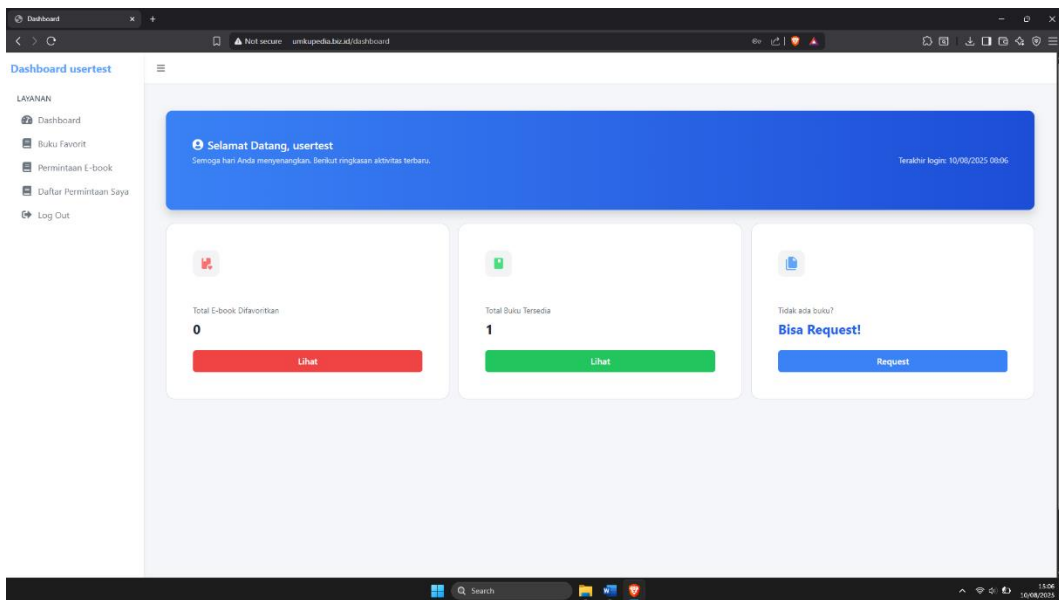 Dashboard
Not secure umkupedia.biz.id/dashboard
Dashboard usertest
LAYANAN
Dashboard
Buku Favorit
Permintaan E-book
Daftar Permintaan Saya
Log Out
Selamat Datang, usertest
Semoga hari Anda menyenangkan. Berikut ringkasan aktivitas terbaru.
Terakhir login: 10/08/2025 08:06
Total E-book Difavoritkan
0
Lihat
Total Buku Tersedia
1
Lihat
Tidak ada buku?
Bisa Request!
Request
Search
15:06
10/08/2025